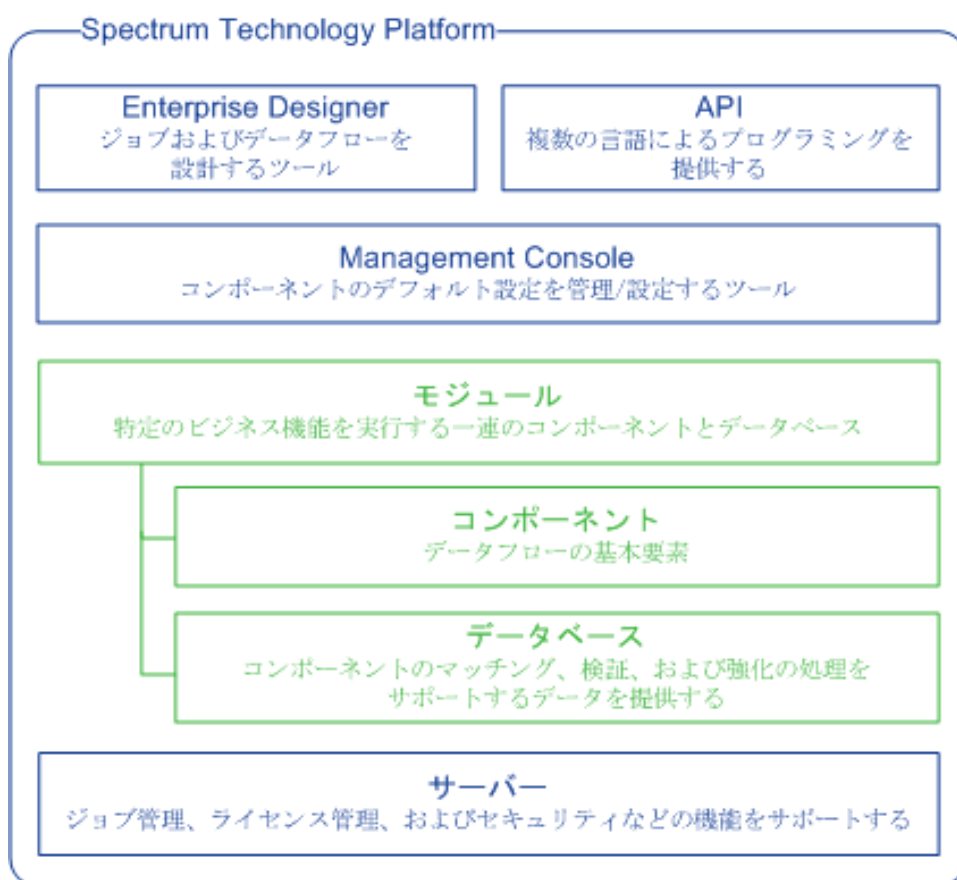 Spectrum Technology Platform
Enterprise Designer
ジョブおよびデータフローを
設計するツール
API
複数の言語によるプログラミングを
提供する
Management Console
コンポーネントのデフォルト設定を管理/設定するツール
モジュール
特定のビジネス機能を実行する一連のコンポーネントとデータベース
コンポーネント
データフローの基本要素
データベース
コンポーネントのマッチング、検証、および強化の処理を
サポートするデータを提供する
サーバー
ジョブ管理、ライセンス管理、およびセキュリティなどの機能をサポートする